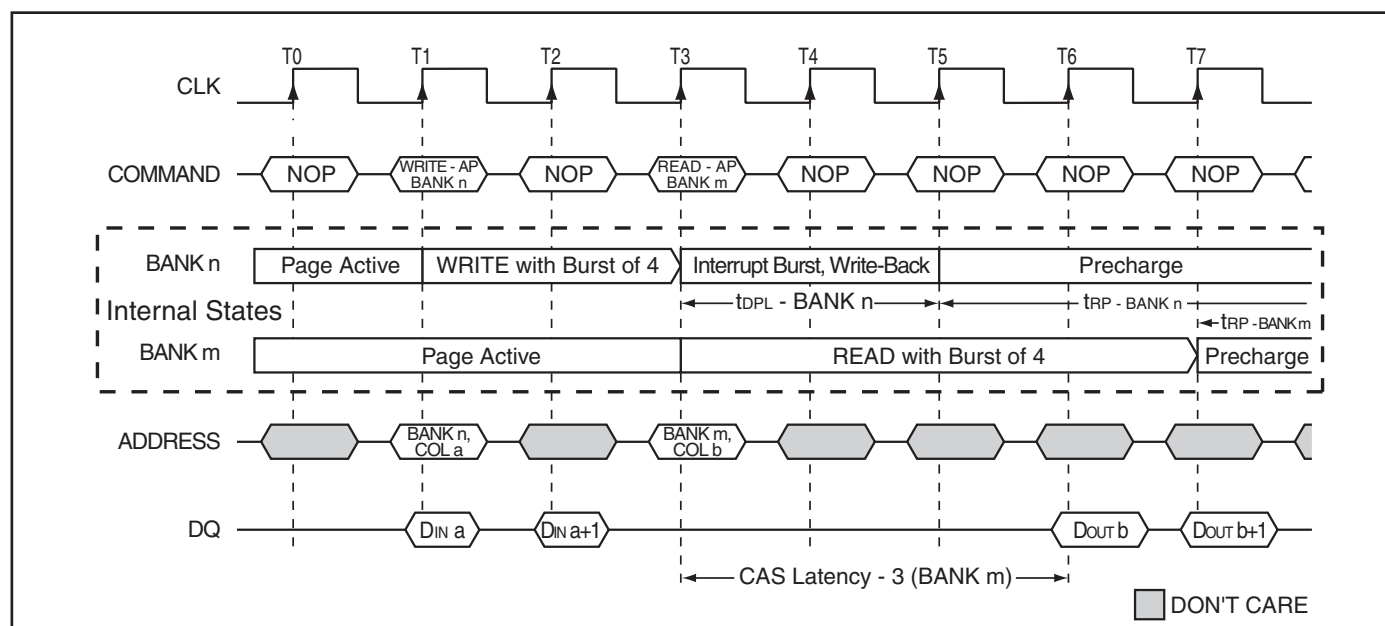 T0 T1 T2 T3 T4 T5 T6 T7
CLK
COMMAND NOP WRITE - AP BANK n NOP READ - AP BANK m NOP NOP NOP NOP
BANK n Page Active WRITE with Burst of 4 Interrupt Burst, Write-Back Precharge
tDPL - BANK n tRP - BANK n
Internal States
tRP - BANK m
BANK m Page Active READ with Burst of 4 Precharge
ADDRESS BANK n, COL a BANK m, COL b
DQ DIN a DIN a+1 DOUT b DOUT b+1
CAS Latency - 3 (BANK m)
DON'T CARE